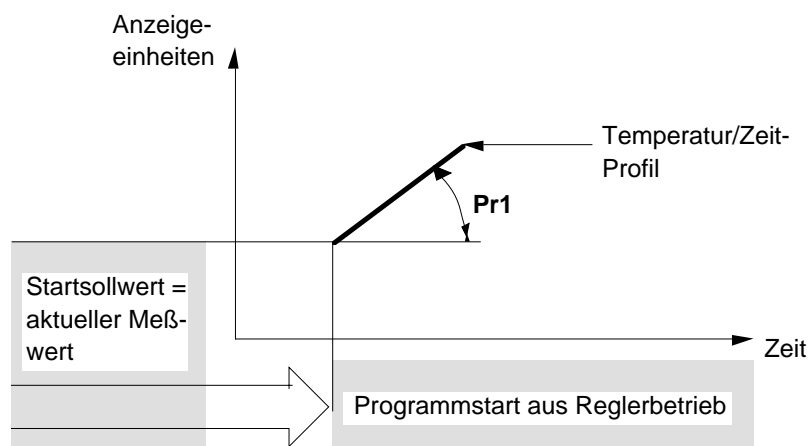 Anzeige-
einheiten
Temperatur/Zeit-
Profil
Pr1
Startsollwert =
aktueller Meß-
wert
Zeit
Programmstart aus Reglerbetrieb